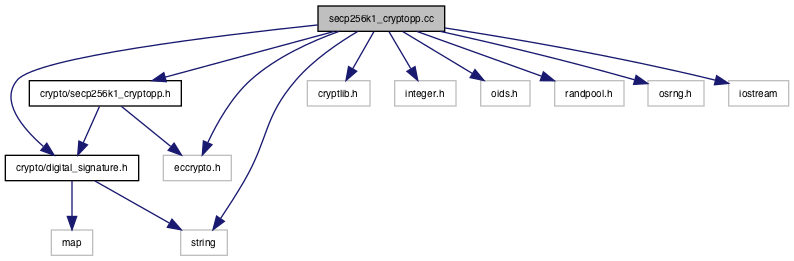 secp256k1_cryptopp.cc
crypto/secp256k1_cryptopp.h
cryptlib.h
integer.h
oids.h
randpool.h
osrng.h
iostream
crypto/digital_signature.h
eccrypto.h
map
string